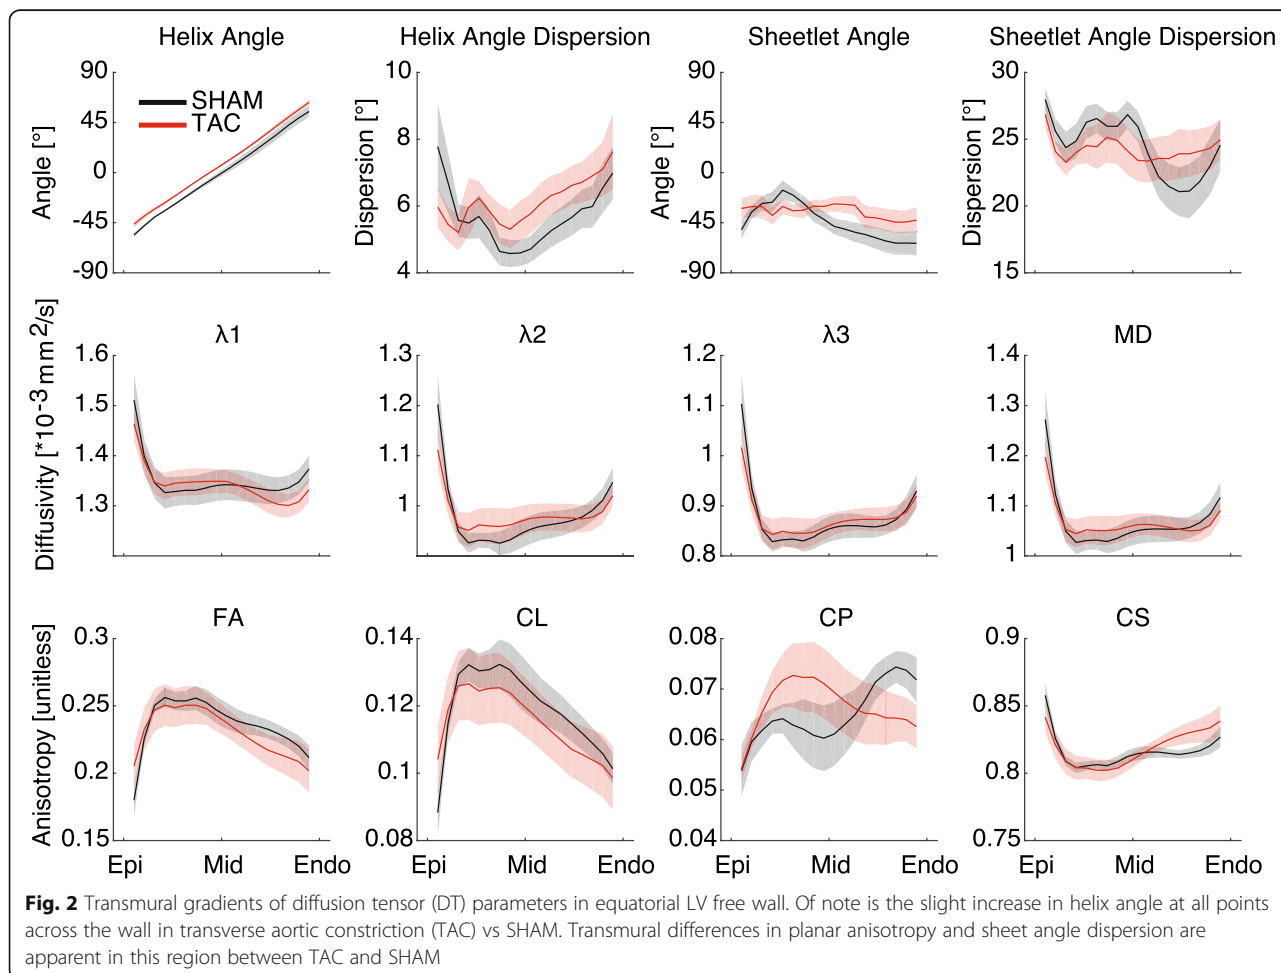 Helix Angle
Helix Angle Dispersion
Sheetlet Angle
Sheetlet Angle Dispersion
Angle [°]
90
45
0
-45
-90
SHAM
TAC
Dispersion [°]
10
8
6
4
Angle [°]
90
45
0
-45
-90
Dispersion [°]
30
25
20
15
Diffusivity [*10-3mm2/s]
λ1
1.6
1.5
1.4
1.3
λ2
1.3
1.2
1.1
1
λ3
1.2
1.1
1
0.9
0.8
MD
1.4
1.3
1.2
1.1
1
Anisotropy [unitless]
FA
0.3
0.25
0.2
0.15
Epi Mid Endo
CL
0.14
0.12
0.1
0.08
Epi Mid Endo
CP
0.08
0.07
0.06
0.05
0.04
Epi Mid Endo
CS
0.9
0.85
0.8
0.75
Epi Mid Endo
Fig. 2 Transmural gradients of diffusion tensor (DT) parameters in equatorial LV free wall. Of note is the slight increase in helix angle at all points
across the wall in transverse aortic constriction (TAC) vs SHAM. Transmural differences in planar anisotropy and sheet angle dispersion are
apparent in this region between TAC and SHAM